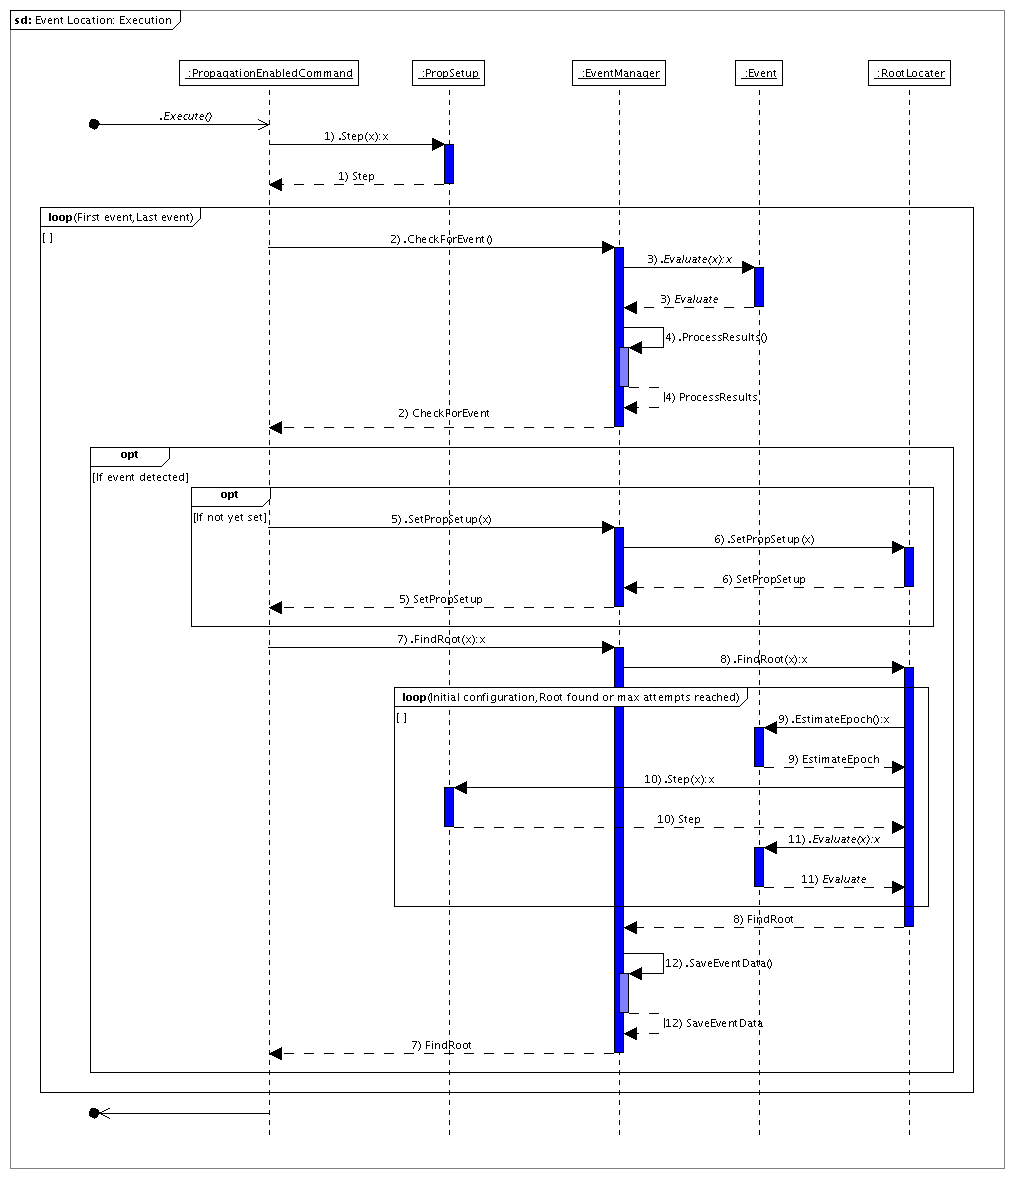 sd: Event Location: Execution
:PropagationEnabledCommand
:PropSetup
:EventManager
:Event
:RootLocater
.Execute()
1) .Step(x):x
1) Step
loop(First event,Last event)
[ ]
2) .CheckForEvent()
3) .Evaluate(x):x
3) Evaluate
4) .ProcessResults()
4) ProcessResults
2) CheckForEvent
opt
[If event detected]
opt
[If not yet set]
5) .SetPropSetup(x)
6) .SetPropSetup(x)
6) SetPropSetup
5) SetPropSetup
7) .FindRoot(x):x
8) .FindRoot(x):x
loop(Initial configuration,Root found or max attempts reached)
[ ]
9) .EstimateEpoch():x
9) EstimateEpoch
10) .Step(x):x
10) Step
11) .Evaluate(x):x
11) Evaluate
8) FindRoot
12) .SaveEventData()
12) SaveEventData
7) FindRoot